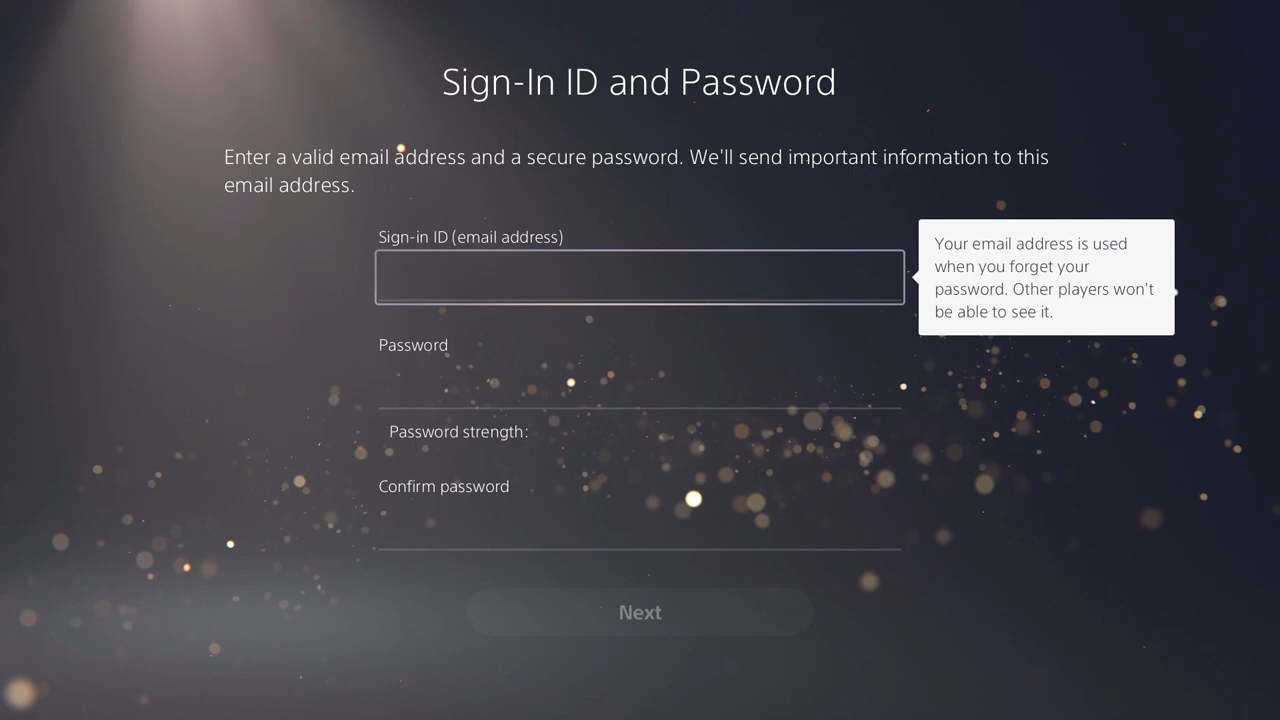 Sign-In ID and Password
Enter a valid email address and a secure password. We'll send important information to this
email address.
Sign-in ID (email address)
Your email address is used
when you forget your
password. Other players won't
be able to see it.
Password
Password strength:
Confirm password
Next